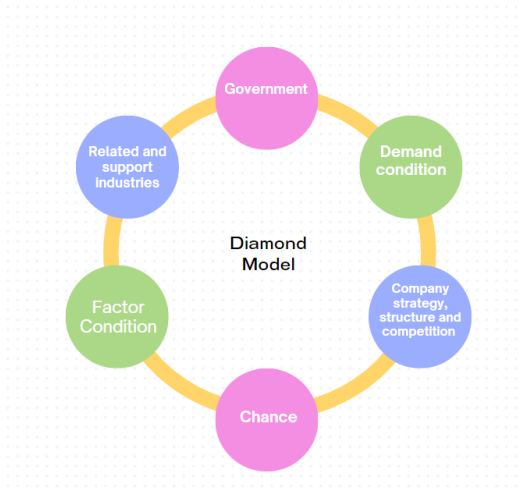 Government
Demand
condition
Company
strategy,
structure and
competition
Chance
Factor
Condition
Related and
support
Industries
Diamond
Model